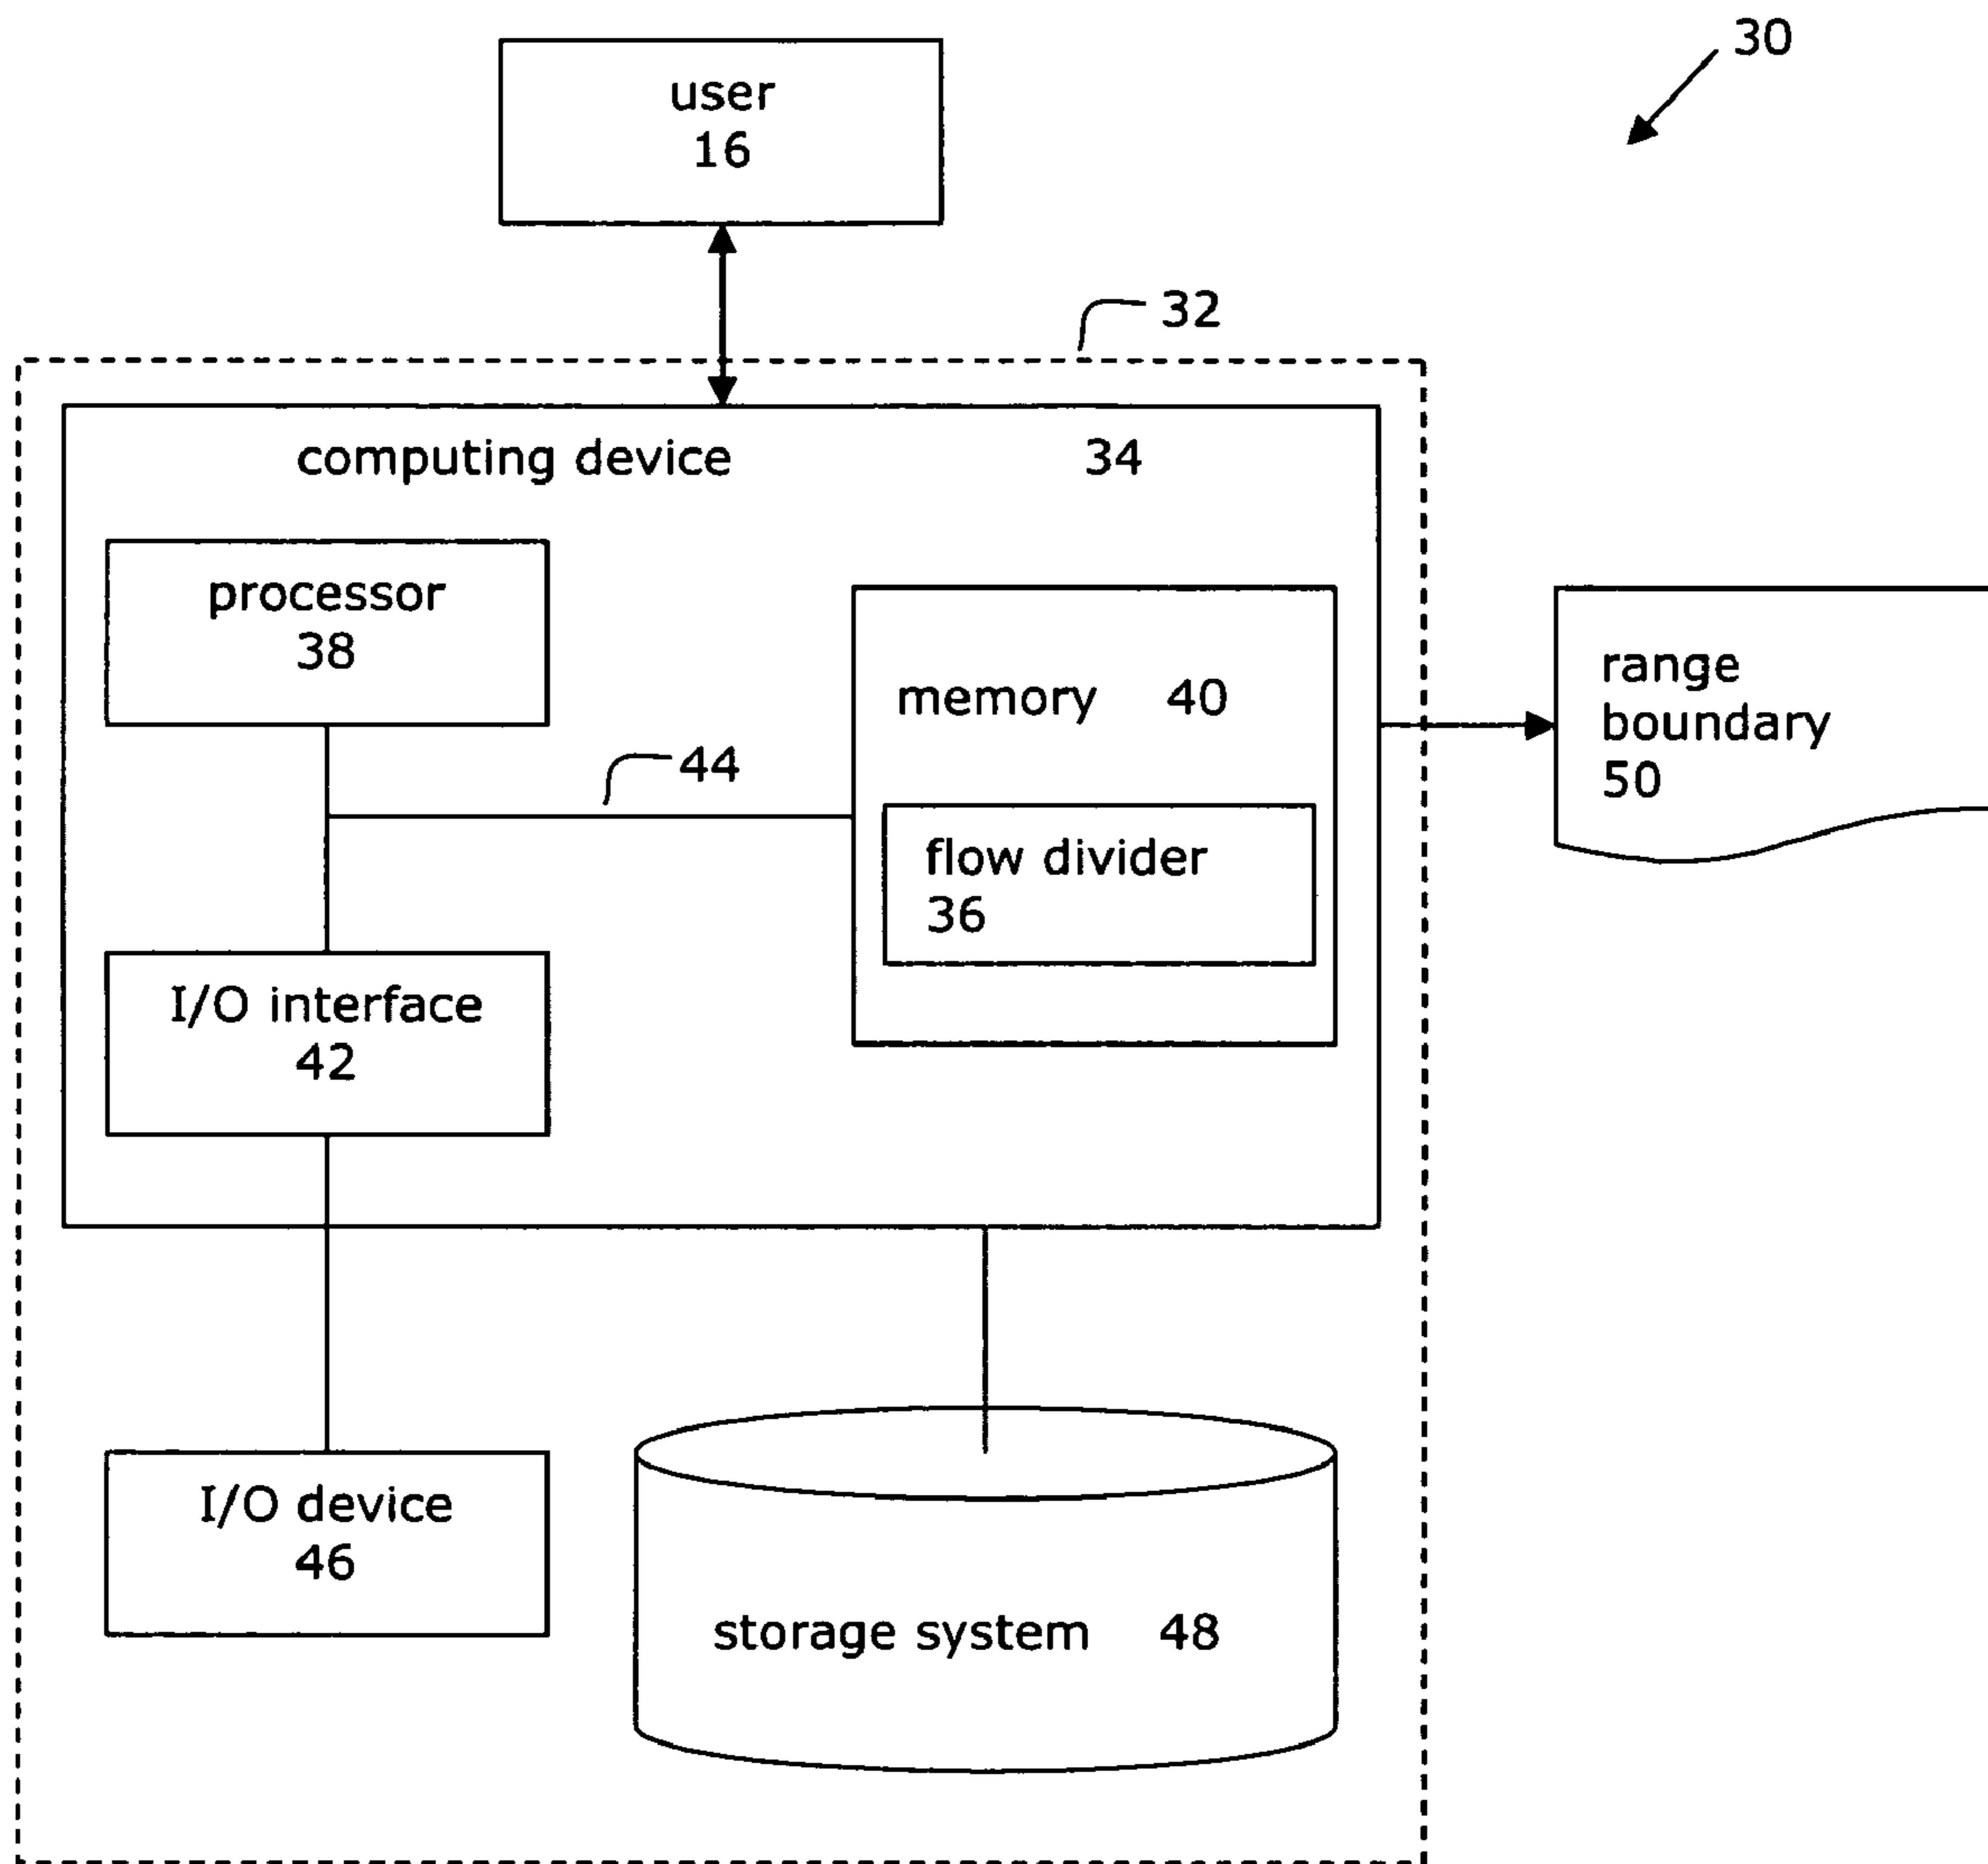 30
user
16
32
computing device 34
processor
38
memory 40
range
boundary
50
44
flow divider
36
I/O interface
42
I/O device
46
storage system 48